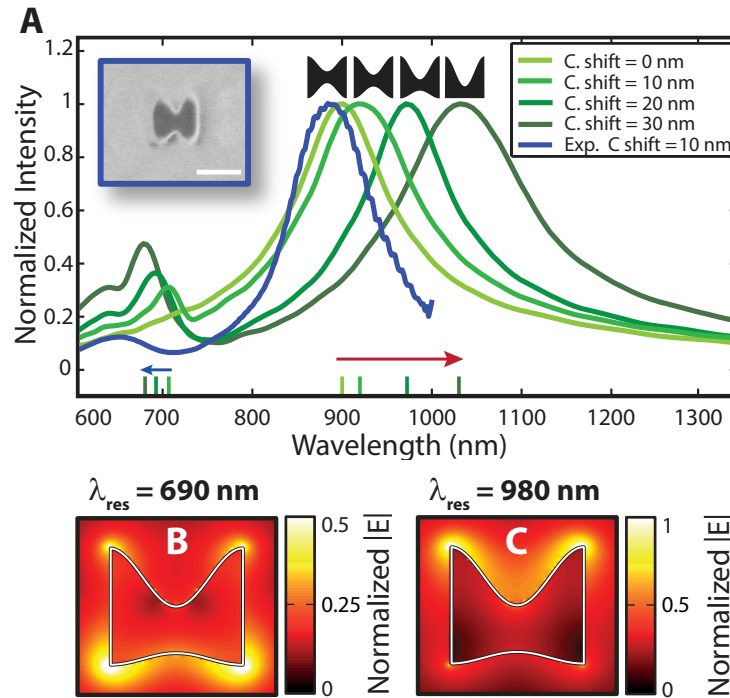 A
Normalized Intensity
1.2
1
0.8
0.6
0.4
0.2
0
C. shift = 0 nm
C. shift = 10 nm
C. shift = 20 nm
C. shift = 30 nm
Exp. C shift = 10 nm
600 700 800 900 1000 1100 1200 1300
Wavelength (nm)
λres = 690 nm
B
0.5
0.25
0
Normalized |E|
λres = 980 nm
C
1
0.5
0
Normalized |E|